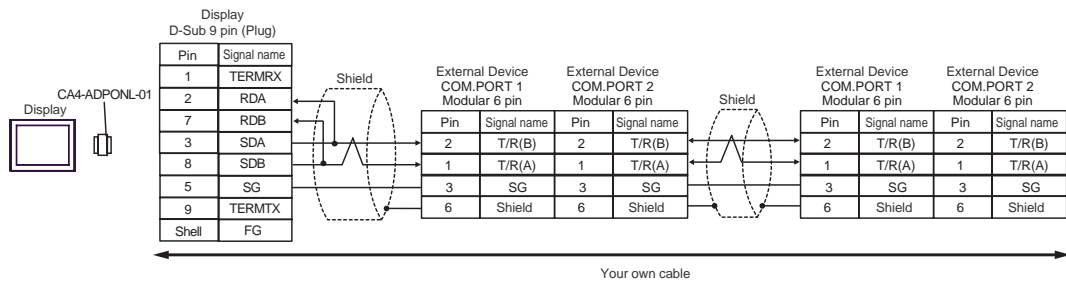 Display
D-Sub 9 pin (Plug)
Pin Signal name
1 TERMRX
2 RDA
7 RDB
3 SDA
8 SDB
5 SG
9 TERMTX
Shell FG
CA4-ADPONL-01
Display
Shield
External Device
COM.PORT 1
Modular 6 pin
Pin Signal name
2 T/R(B)
1 T/R(A)
3 SG
6 Shield
External Device
COM.PORT 2
Modular 6 pin
Pin Signal name
2 T/R(B)
1 T/R(A)
3 SG
6 Shield
Shield
External Device
COM.PORT 1
Modular 6 pin
Pin Signal name
2 T/R(B)
1 T/R(A)
3 SG
6 Shield
External Device
COM.PORT 2
Modular 6 pin
Pin Signal name
2 T/R(B)
1 T/R(A)
3 SG
6 Shield
Your own cable